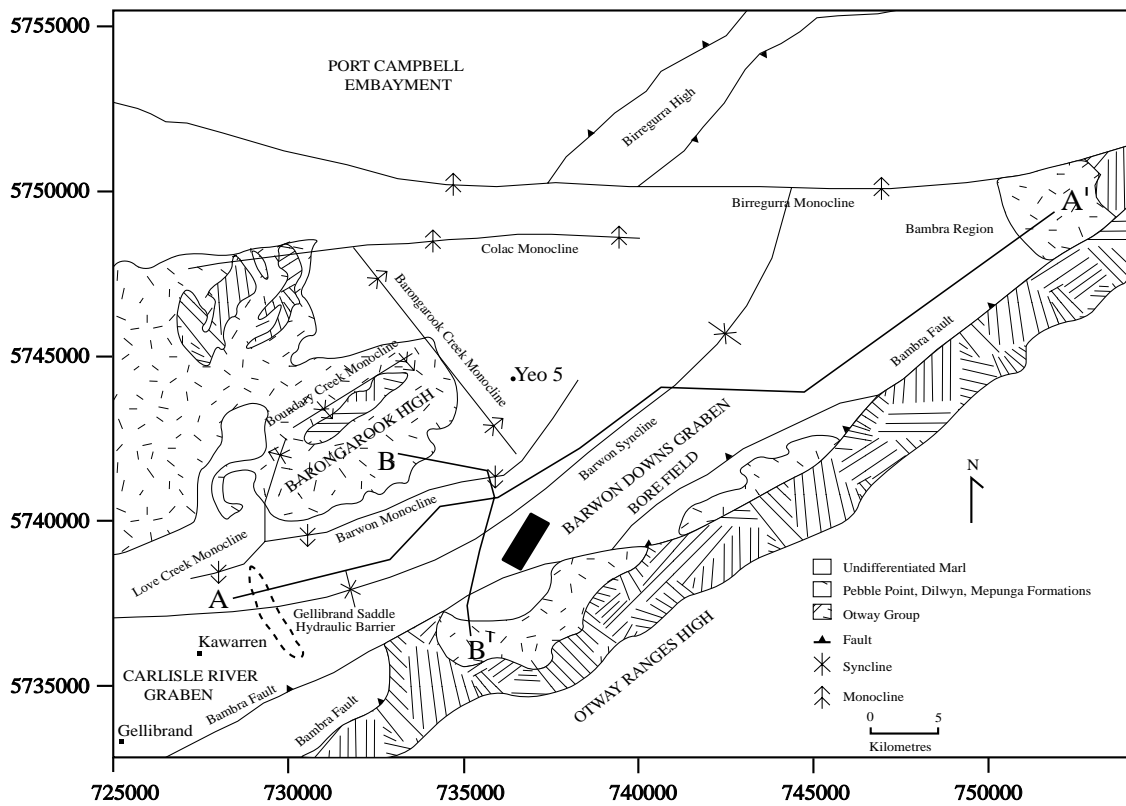 5755000
PORT CAMPBELL
EMBAYMENT
Birregurra High
5750000
Birregurra Monocline
A'
Bambra Region
Colac Monocline
Barongarook Creek Monocline
5745000
Bambra Fault
Yeo 5
Boundary Creek Monocline
BARONGAROOK HIGH
B
Barwon Syncline
BARWON DOWNS GRABEN
BORE FIELD
5740000
Barwon Monocline
Love Creek Monocline
A
Gellibrand Saddle
Hydraulic Barrier
Kawarren
B'
OTWAY RANGES HIGH
5735000
CARLISLE RIVER
GRABEN
Bambra Fault
Bambra Fault
Gellibrand
N
Undifferentiated Marl
Pebble Point, Dilwyn, Mepunga Formations
Otway Group
Fault
Syncline
Monocline
0 5
Kilometres
725000 730000 735000 740000 745000 750000